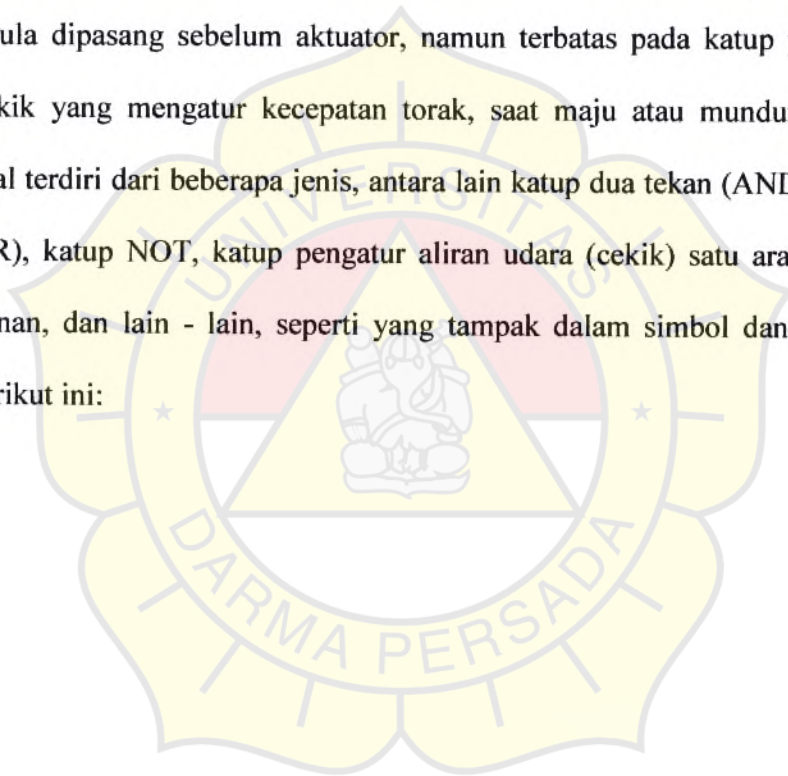 ula dipasang sebelum aktuator, namun terbatas pada katup
kik yang mengatur kecepatan torak, saat maju atau mundu
al terdiri dari beberapa jenis, antara lain katup dua tekan (AND
R), katup NOT, katup pengatur aliran udara (cekik) satu ara
nan, dan lain - lain, seperti yang tampak dalam simbol dan
rikut ini:
UNIVERSITAS
DARMA PERSADA